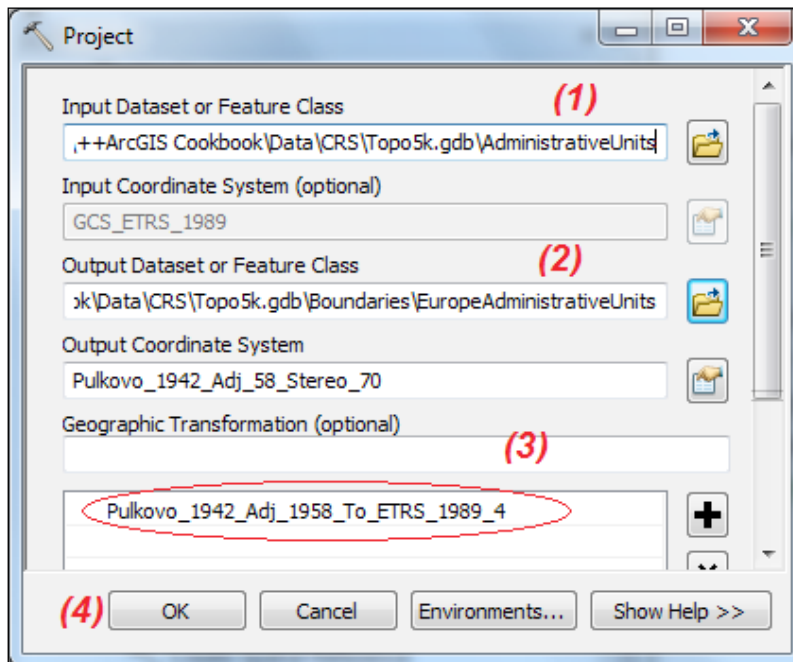 Project
Input Dataset or Feature Class (1)
,++ArcGIS Cookbook\Data\CRS\Topo5k.gdb\AdministrativeUnits
Input Coordinate System (optional)
GCS_ETRS_1989
Output Dataset or Feature Class (2)
ok\Data\CRS\Topo5k.gdb\Boundaries\EuropeAdministrativeUnits
Output Coordinate System
Pulkovo_1942_Adj_58_Stereo_70
Geographic Transformation (optional) (3)
Pulkovo_1942_Adj_1958_To_ETRS_1989_4
(4) OK Cancel Environments... Show Help >>